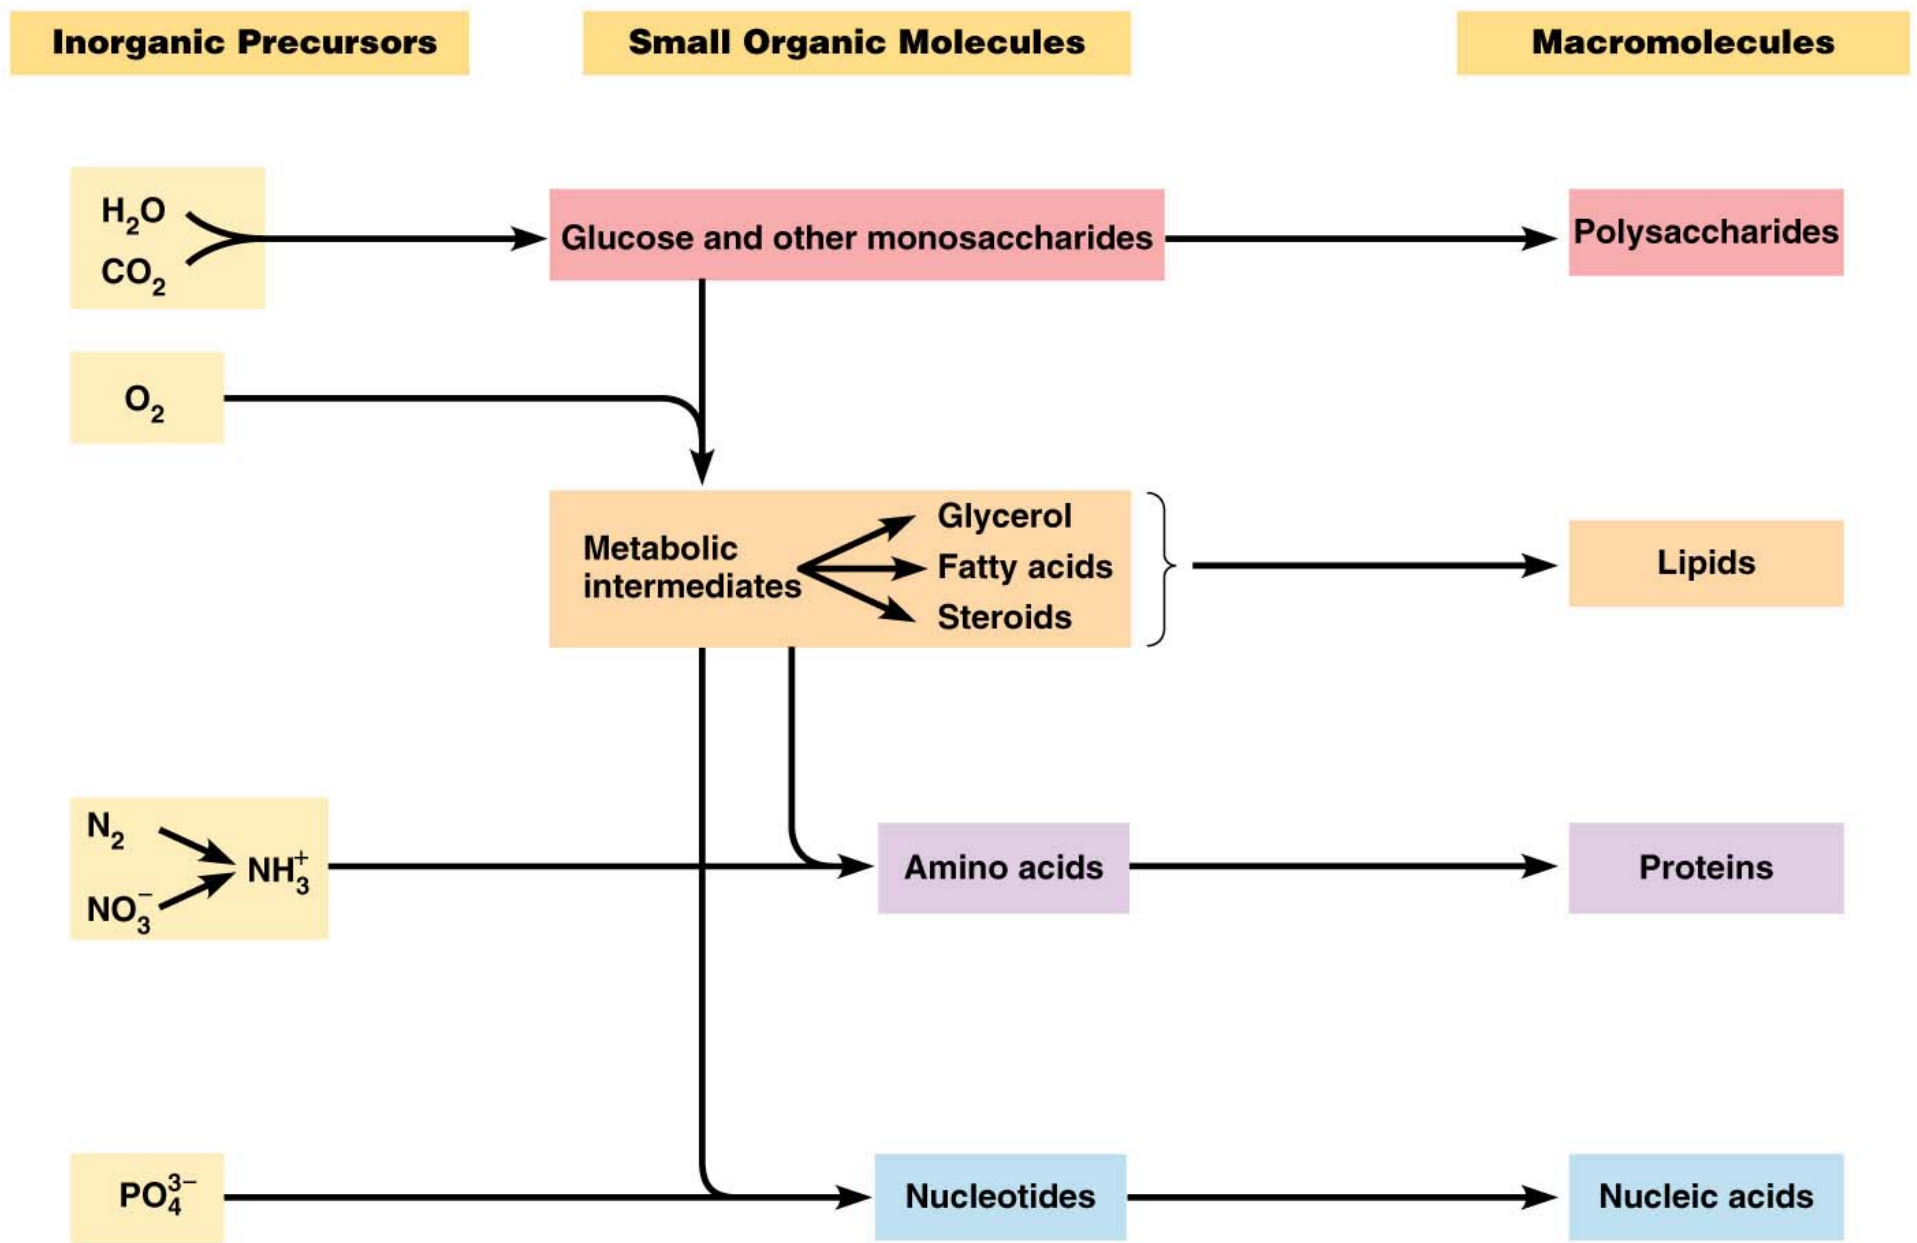 Inorganic Precursors
Small Organic Molecules
Macromolecules
H₂O
CO₂
Glucose and other monosaccharides
Polysaccharides
O₂
Metabolic
intermediates
Glycerol
Fatty acids
Steroids
Lipids
N₂
NO₃⁻
NH₃⁺
Amino acids
Proteins
PO₄³⁻
Nucleotides
Nucleic acids